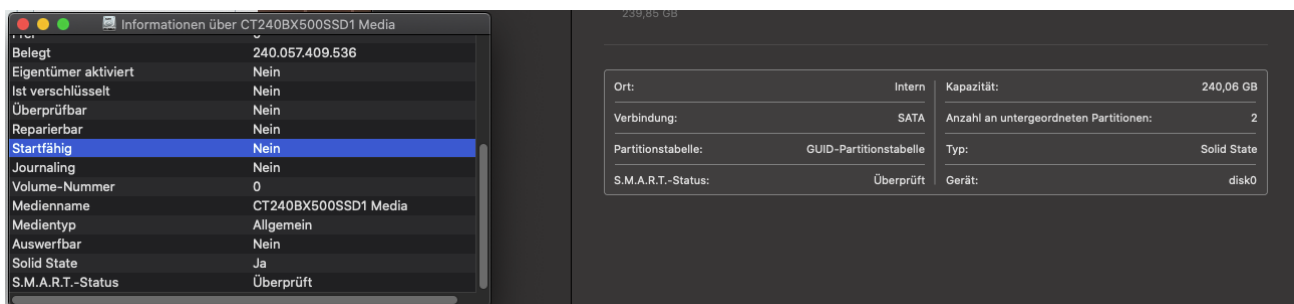 Informationen über CT240BX500SSD1 Media
Belegt 240.057.409.536
Eigentümer aktiviert Nein
Ist verschlüsselt Nein
Überprüfbar Nein
Reparierbar Nein
Startfähig Nein
Journaling Nein
Volume-Nummer 0
Medienname CT240BX500SSD1 Media
Medientyp Allgemein
Auswerfbar Nein
Solid State Ja
S.M.A.R.T.-Status Überprüft
239,85 GB
Ort: Intern Kapazität: 240,06 GB
Verbindung: SATA Anzahl an untergeordneten Partitionen: 2
Partitionstabelle: GUID-Partitionstabelle Typ: Solid State
S.M.A.R.T.-Status: Überprüft Gerät: disk0